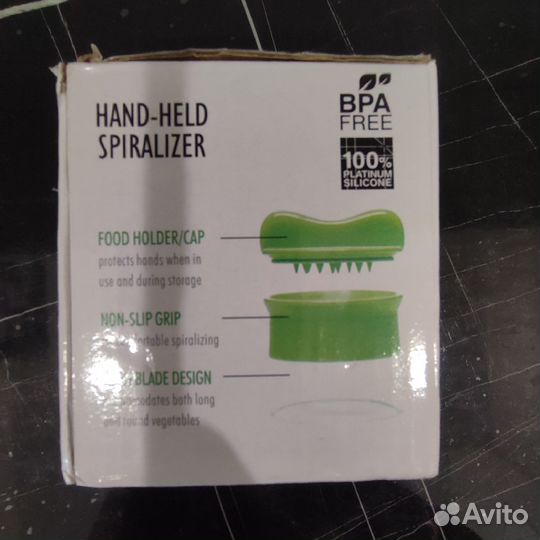 HAND-HELD
SPIRALIZER
BPA
FREE
100%
PLATINUM
SILICONE
FOOD HOLDER/CAP
protects hands when in
use and during storage
NON-SLIP GRIP
spiralizing
BLADE DESIGN
both long
and round vegetables
Avito